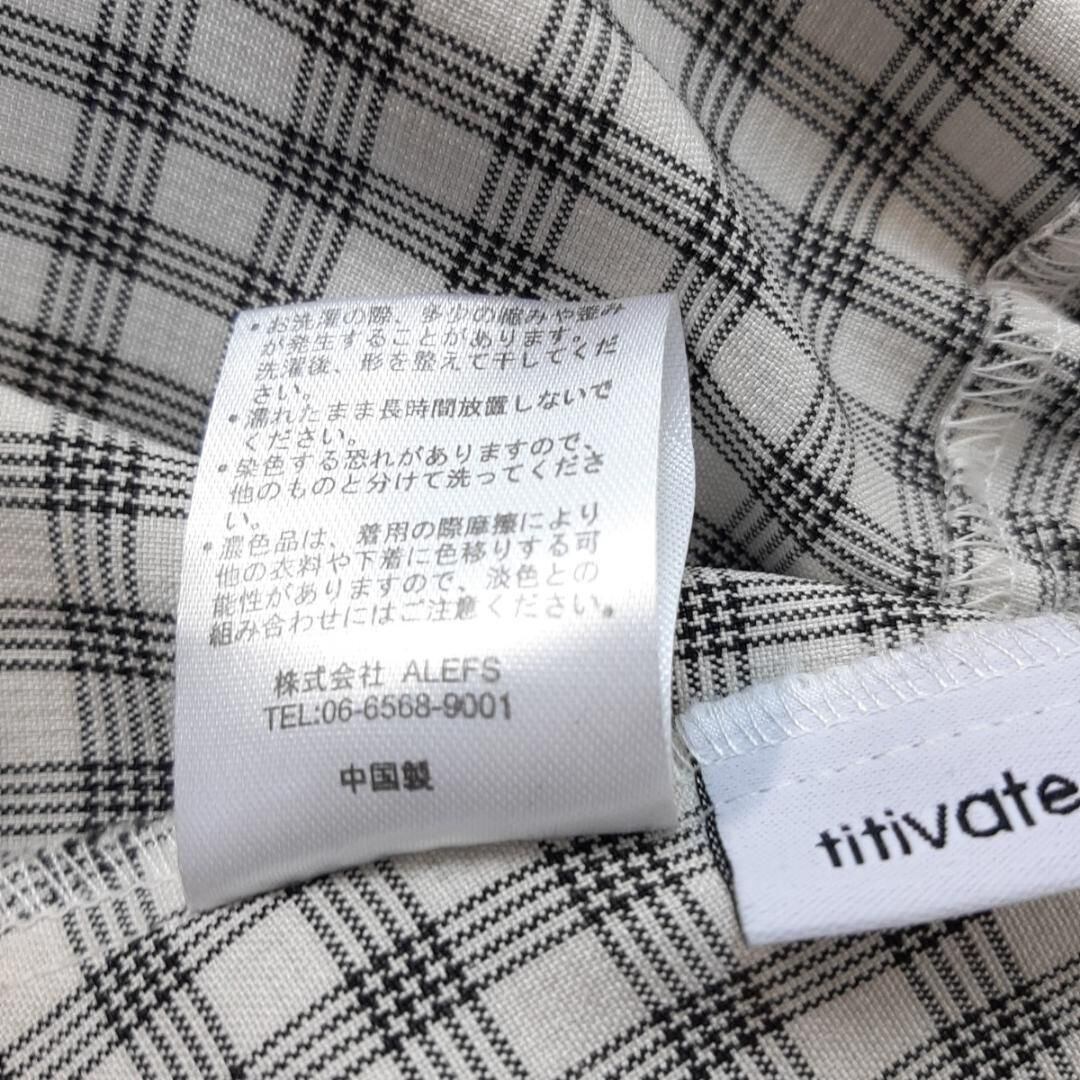 ・お洗濯の際、多少の縮みや歪み
が発生することがあります。
洗濯後、形を整えて干してくだ
さい。
・濡れたまま長時間放置しないで
ください。
・染色する恐れがありますので、
他のものと分けて洗ってくださ
い。
・濃色品は、着用の際摩擦により
他の衣料や下着に色移りする可
能性がありますので、淡色との
組み合わせにはご注意ください。
株式会社 ALEFS
TEL:06-6568-9001
中国製
titivate